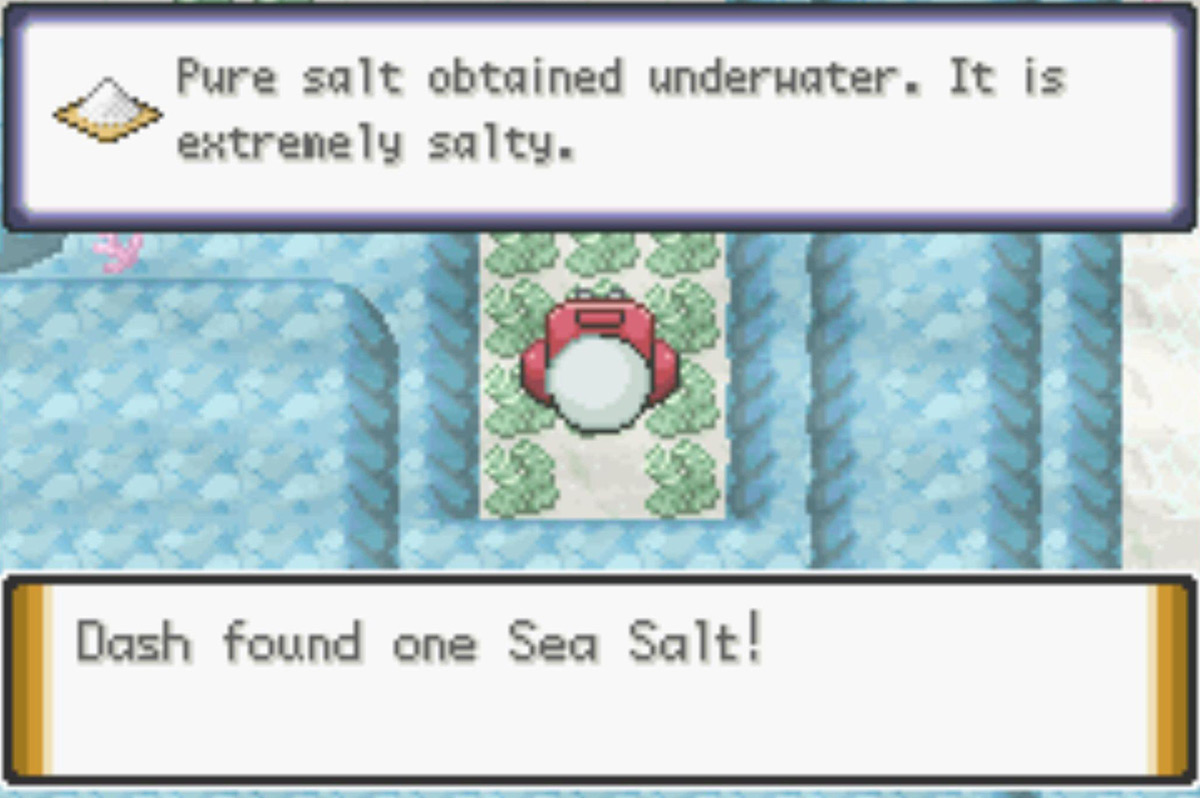 Pure salt obtained underwater. It is
extremely salty.
Dash found one Sea Salt!